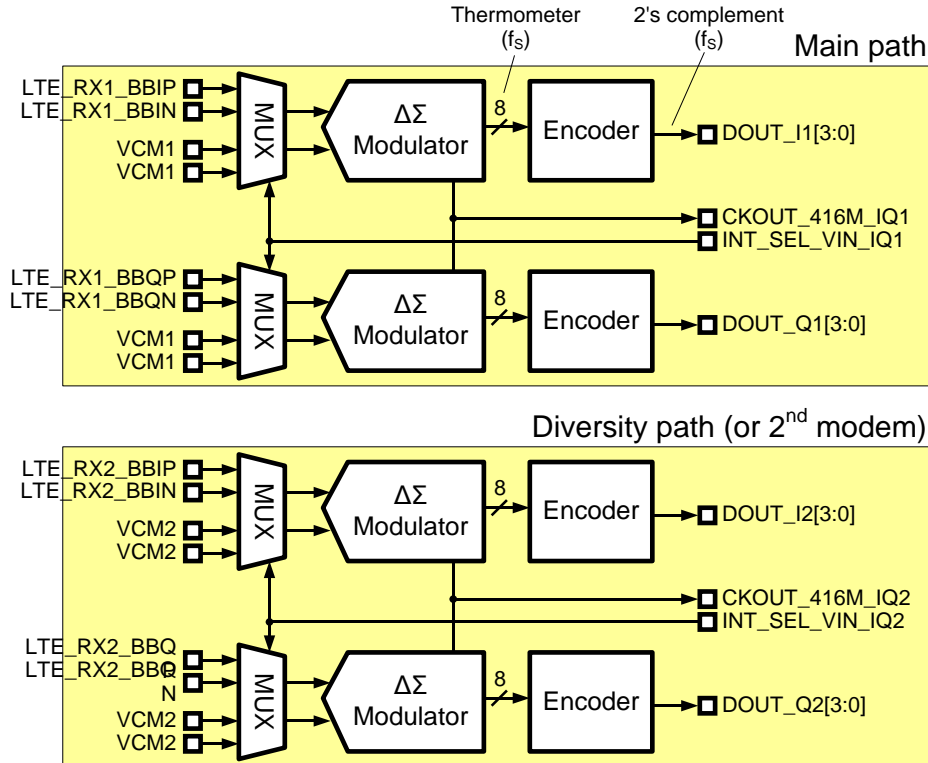 Thermometer
(fS)
2's complement
(fS)
Main path
LTE_RX1_BBIP
LTE_RX1_BBIN
VCM1
VCM1
MUX
ΔΣ
Modulator
8
Encoder
DOUT_I1[3:0]
CKOUT_416M_IQ1
INT_SEL_VIN_IQ1
LTE_RX1_BBQP
LTE_RX1_BBQN
VCM1
VCM1
MUX
ΔΣ
Modulator
8
Encoder
DOUT_Q1[3:0]
Diversity path (or 2nd modem)
LTE_RX2_BBIP
LTE_RX2_BBIN
VCM2
VCM2
MUX
ΔΣ
Modulator
8
Encoder
DOUT_I2[3:0]
CKOUT_416M_IQ2
INT_SEL_VIN_IQ2
LTE_RX2_BBQ
P
LTE_RX2_BBQ
N
VCM2
VCM2
MUX
ΔΣ
Modulator
8
Encoder
DOUT_Q2[3:0]